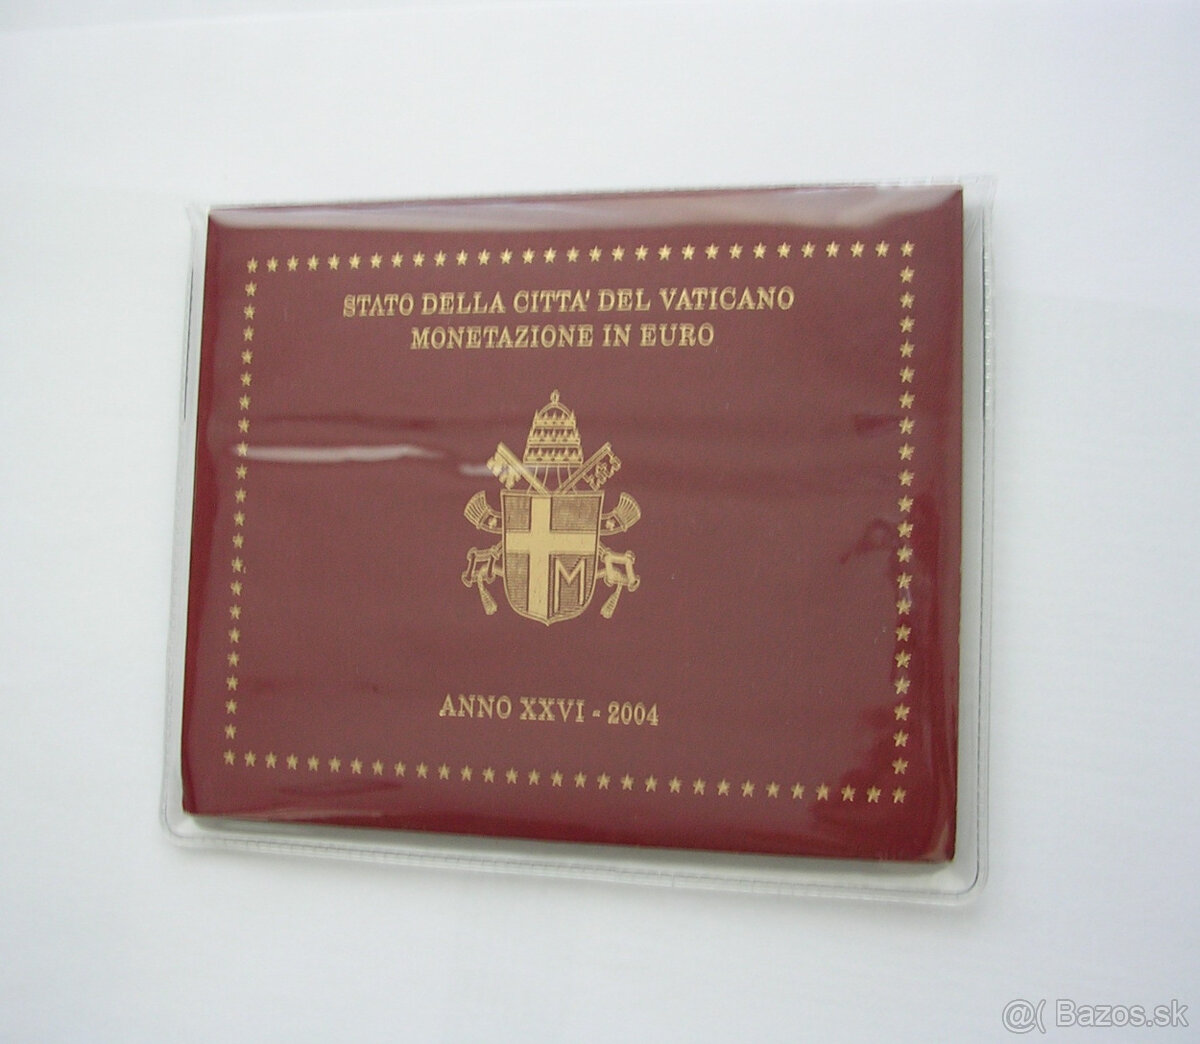 STATO DELLA CITTA' DEL VATICANO
MONETAZIONE IN EURO
M
ANNO XXVI - 2004
@( Bazos.sk